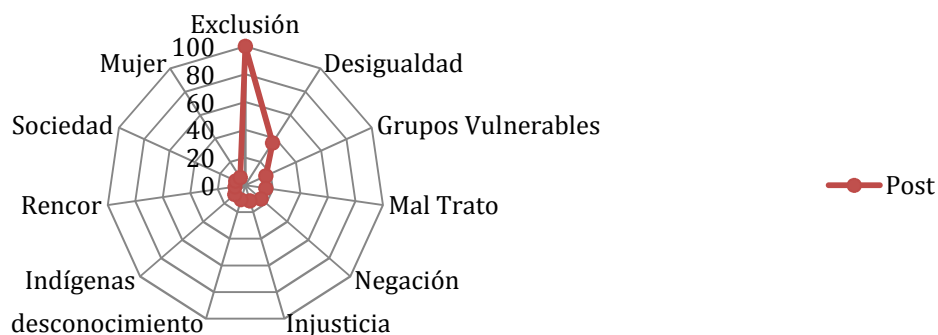 Exclusión
Desigualdad
Grupos Vulnerables
Mal Trato
Negación
Injusticia
desconocimiento
Indígenas
Rencor
Sociedad
Mujer
100
80
60
40
20
0
Post